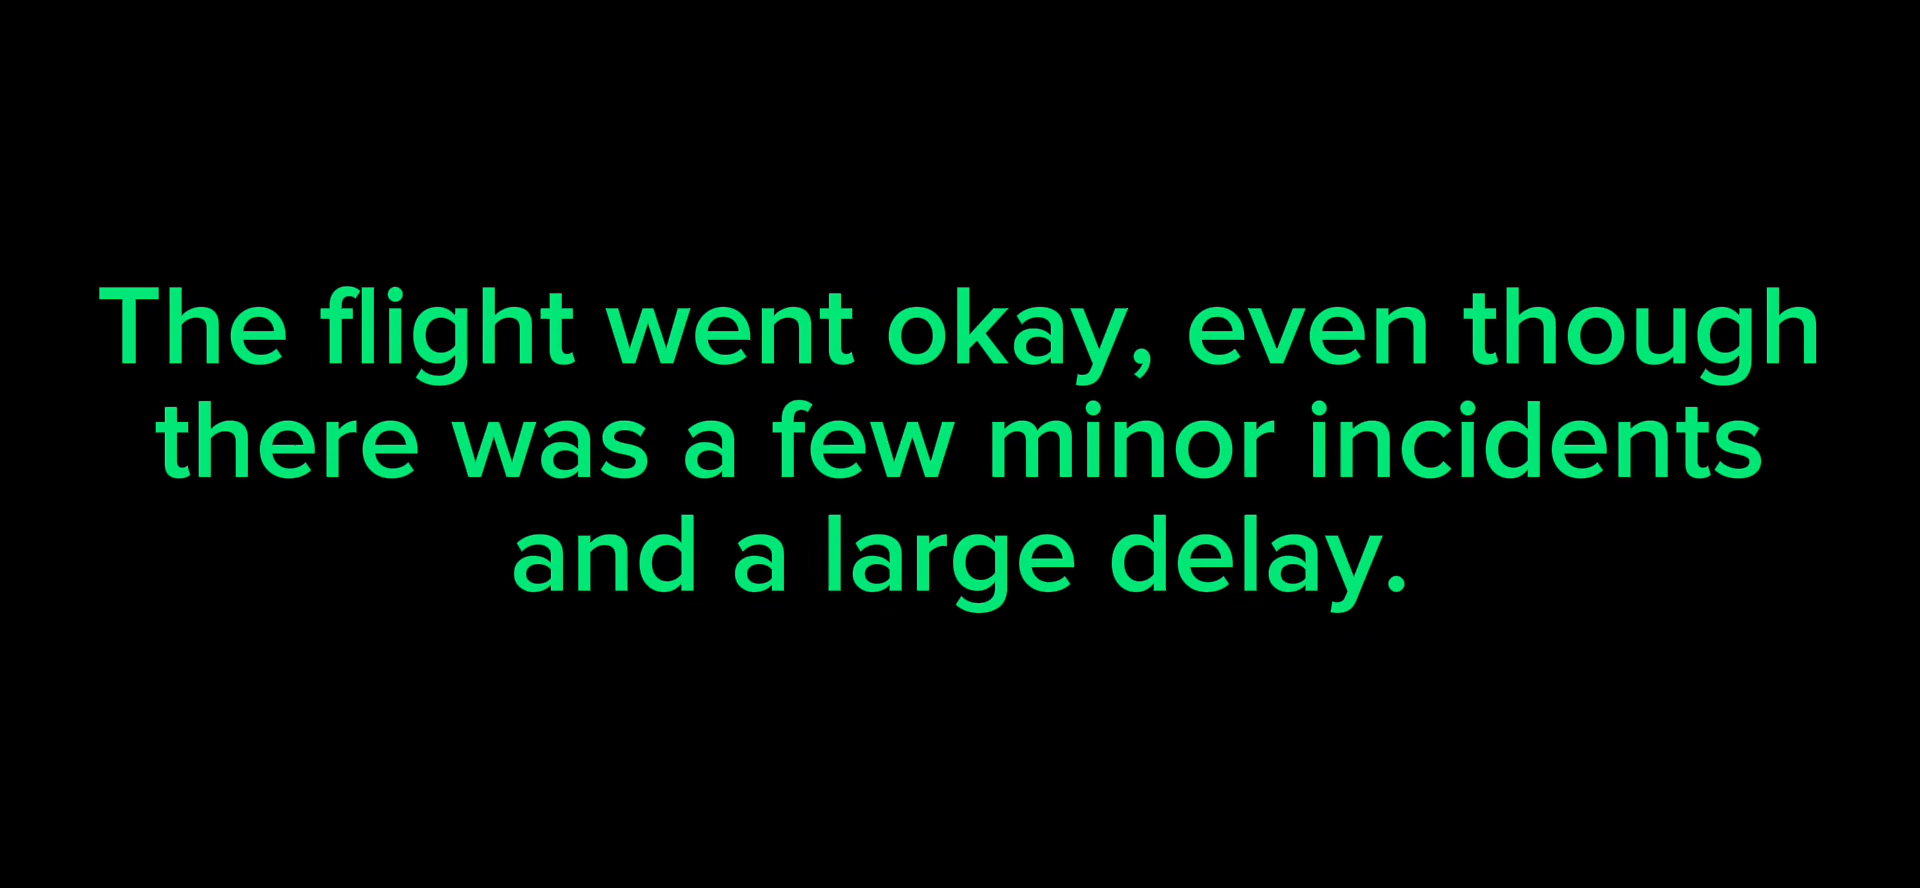 The flight went okay, even though
there was a few minor incidents
and a large delay.